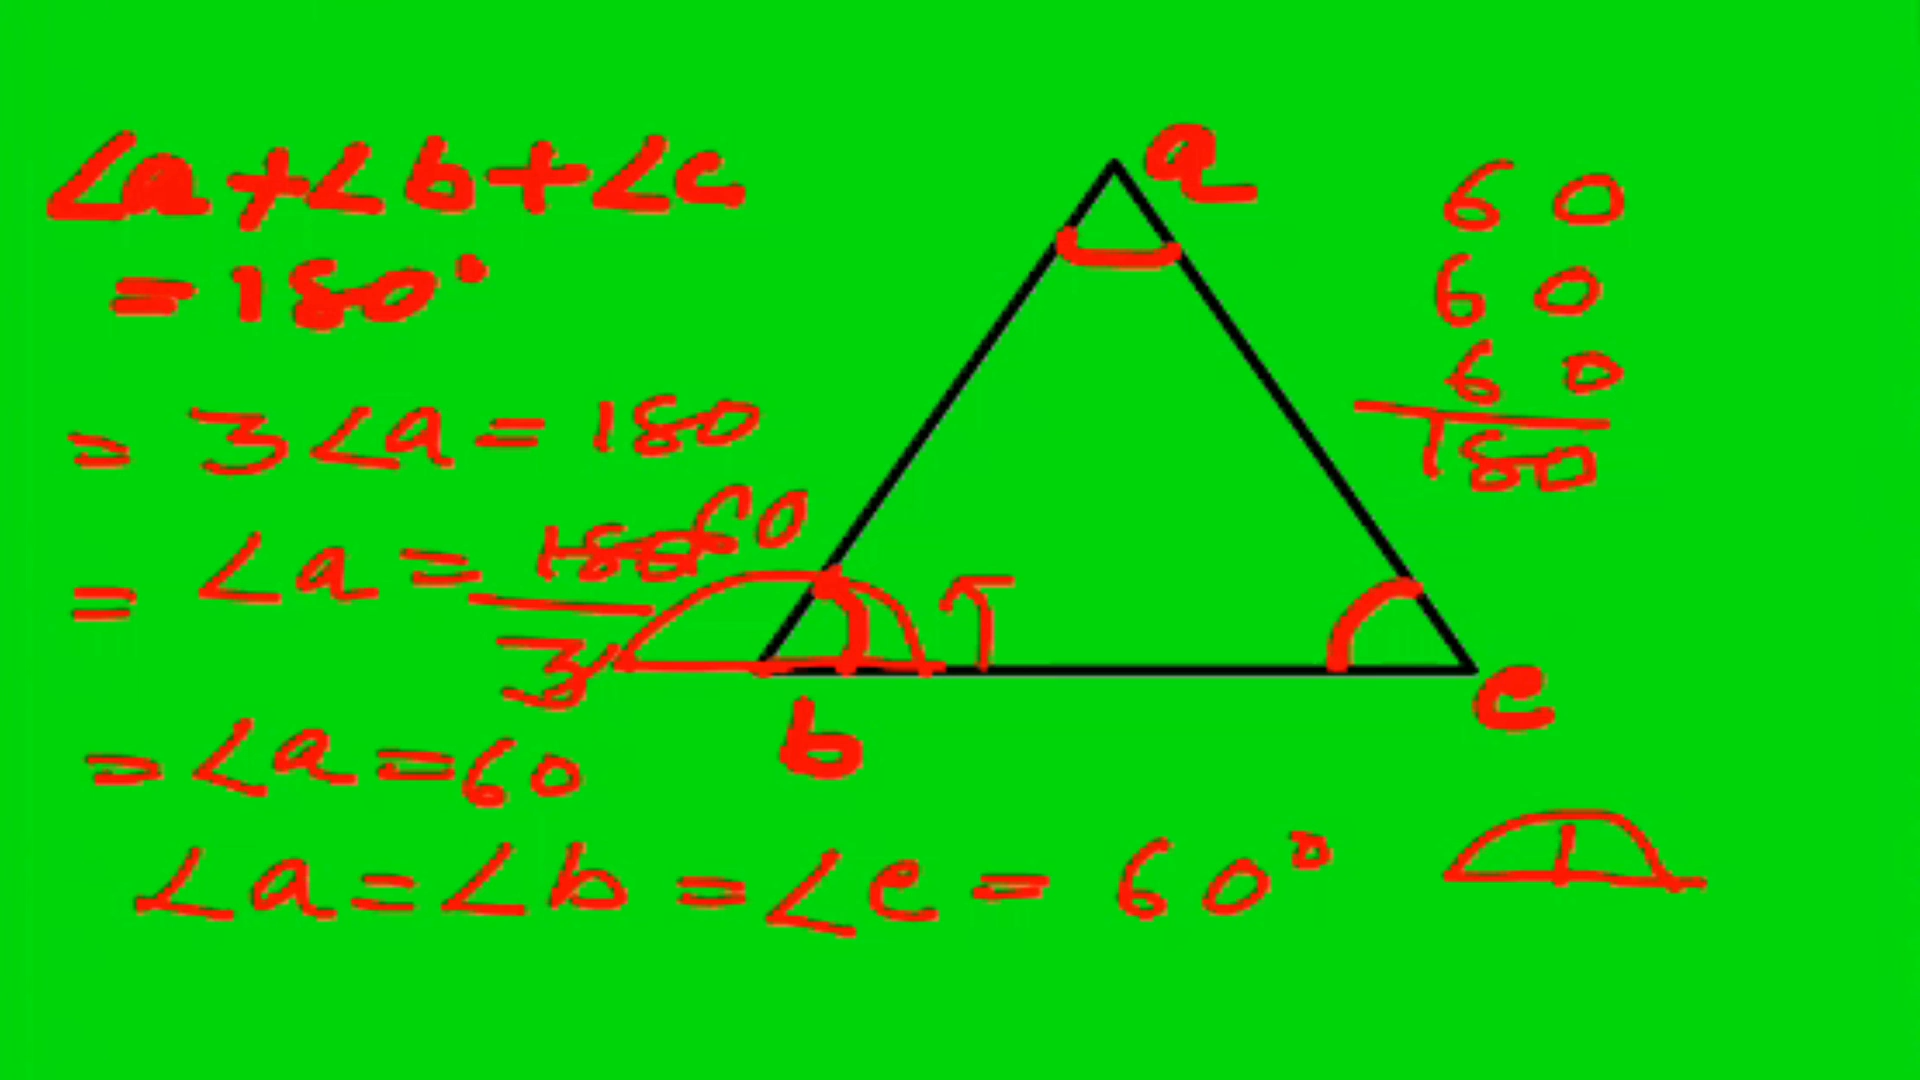 ∠a+∠b+∠c
=180°
= 3∠a=180
= ∠a= 180 60
3
=∠a=60
∠a=∠b=∠c=60°
a
b
c
60
60
60
180